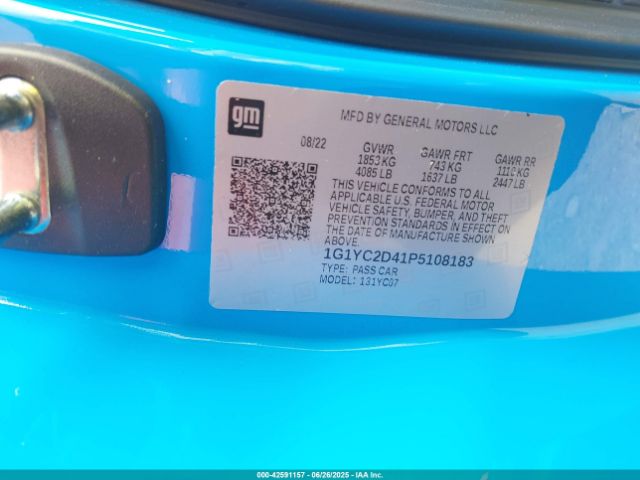 gm
MFD BY GENERAL MOTORS LLC
08/22 GVWR GAWR FRT GAWR RR
1853 KG 743 KG 1110 KG
4085 LB 1637 LB 2447 LB
THIS VEHICLE CONFORMS TO ALL
APPLICABLE U.S. FEDERAL MOTOR
VEHICLE SAFETY, BUMPER, AND THEFT
PREVENTION STANDARDS IN EFFECT ON
THE DATE OF MANUFACTURE SHOWN
ABOVE.
1G1YC2D41P5108183
TYPE: PASS CAR
MODEL: 131YC07
000-42591157 - 06/26/2025 - IAAI.COM